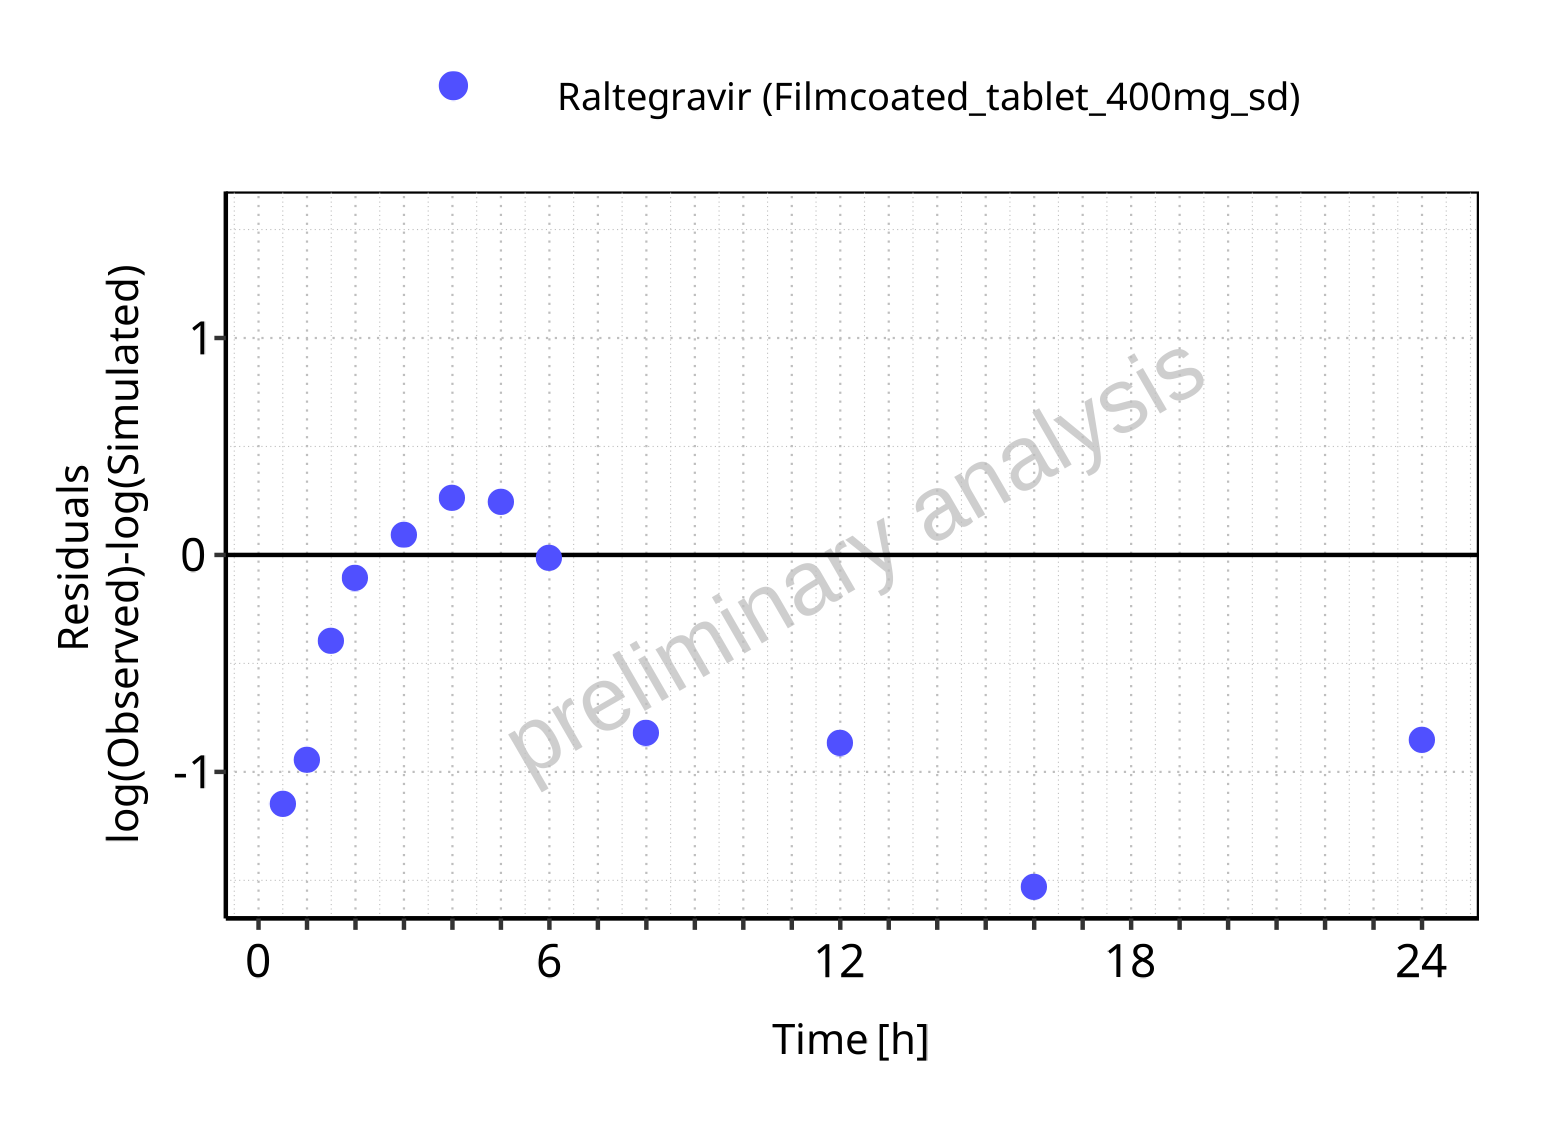 Raltegravir (Filmcoated_tablet_400mg_sd)
Residuals
log(Observed)-log(Simulated)
1
0
-1
preliminary analysis
0 6 12 18 24
Time [h]